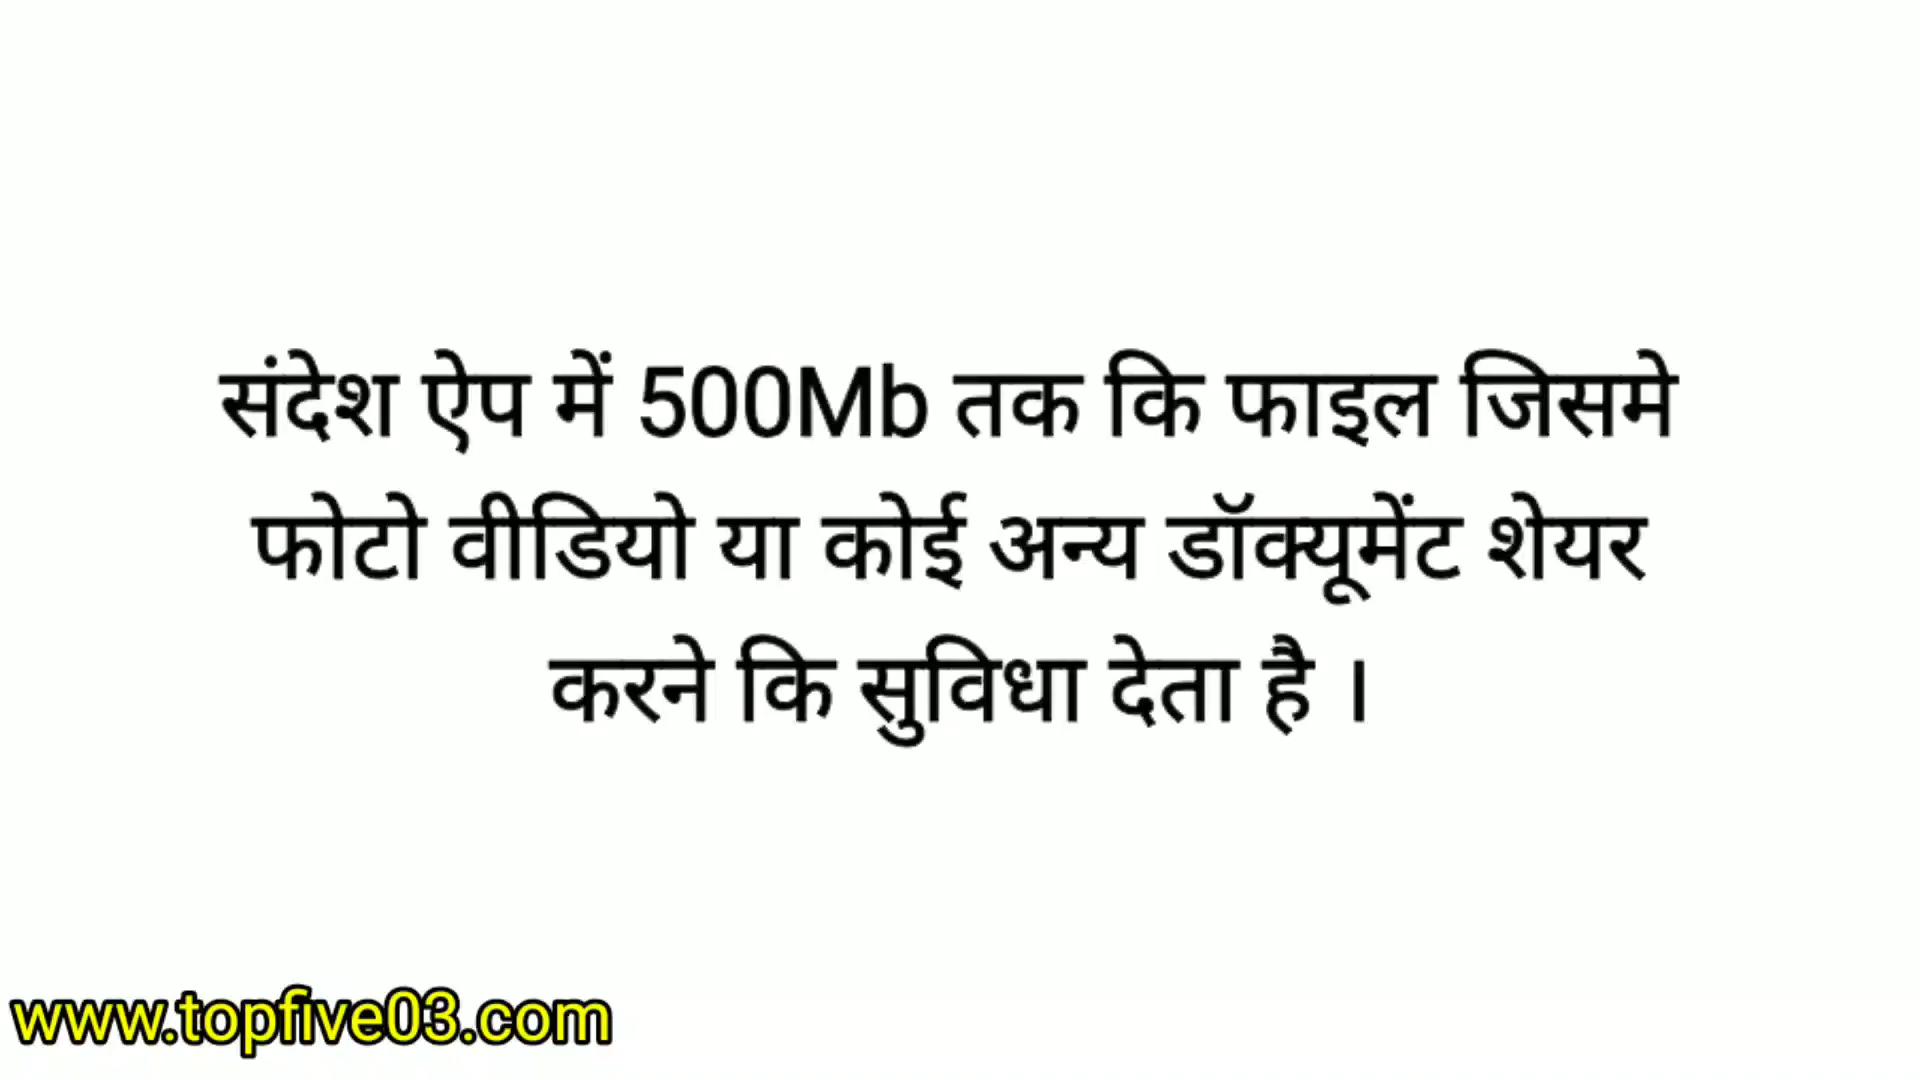 संदेश ऐप में 500Mb तक कि फाइल जिसमे
फोटो वीडियो या कोई अन्य डॉक्यूमेंट शेयर
करने कि सुविधा देता है ।
www.topfive03.com